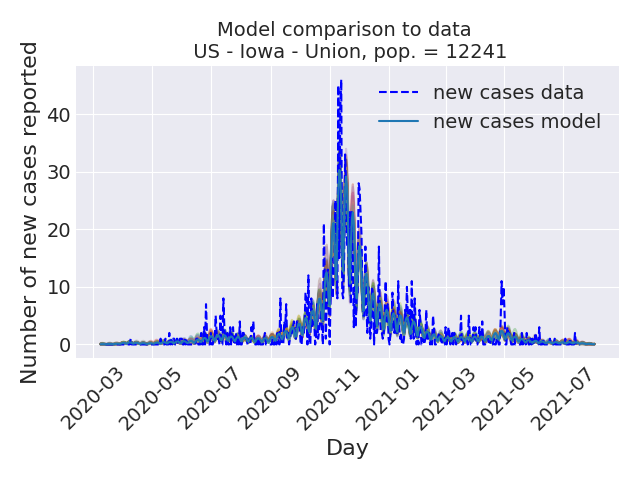 Model comparison to data
US - Iowa - Union, pop. = 12241
Number of new cases reported
40
30
20
10
0
new cases data
new cases model
2020-03
2020-05
2020-07
2020-09
2020-11
2021-01
2021-03
2021-05
2021-07
Day